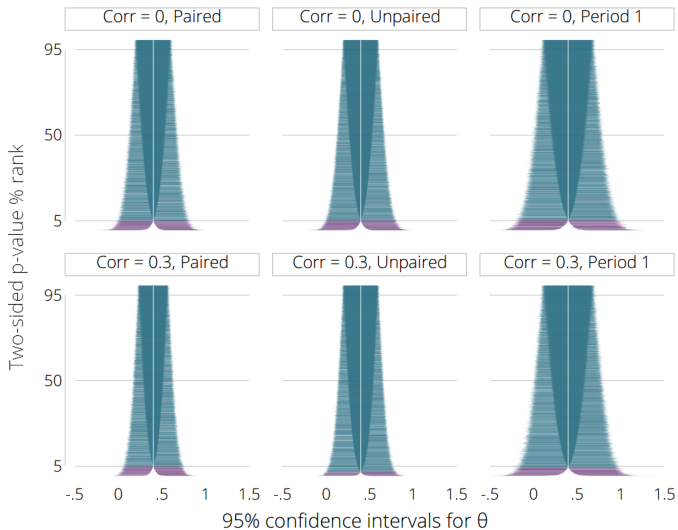 Corr = 0, Paired
Corr = 0, Unpaired
Corr = 0, Period 1
95
50
5
Corr = 0.3, Paired
Corr = 0.3, Unpaired
Corr = 0.3, Period 1
95
50
5
Two-sided p-value % rank
-.5 0 .5 1 1.5 -.5 0 .5 1 1.5 -.5 0 .5 1 1.5
95% confidence intervals for θ